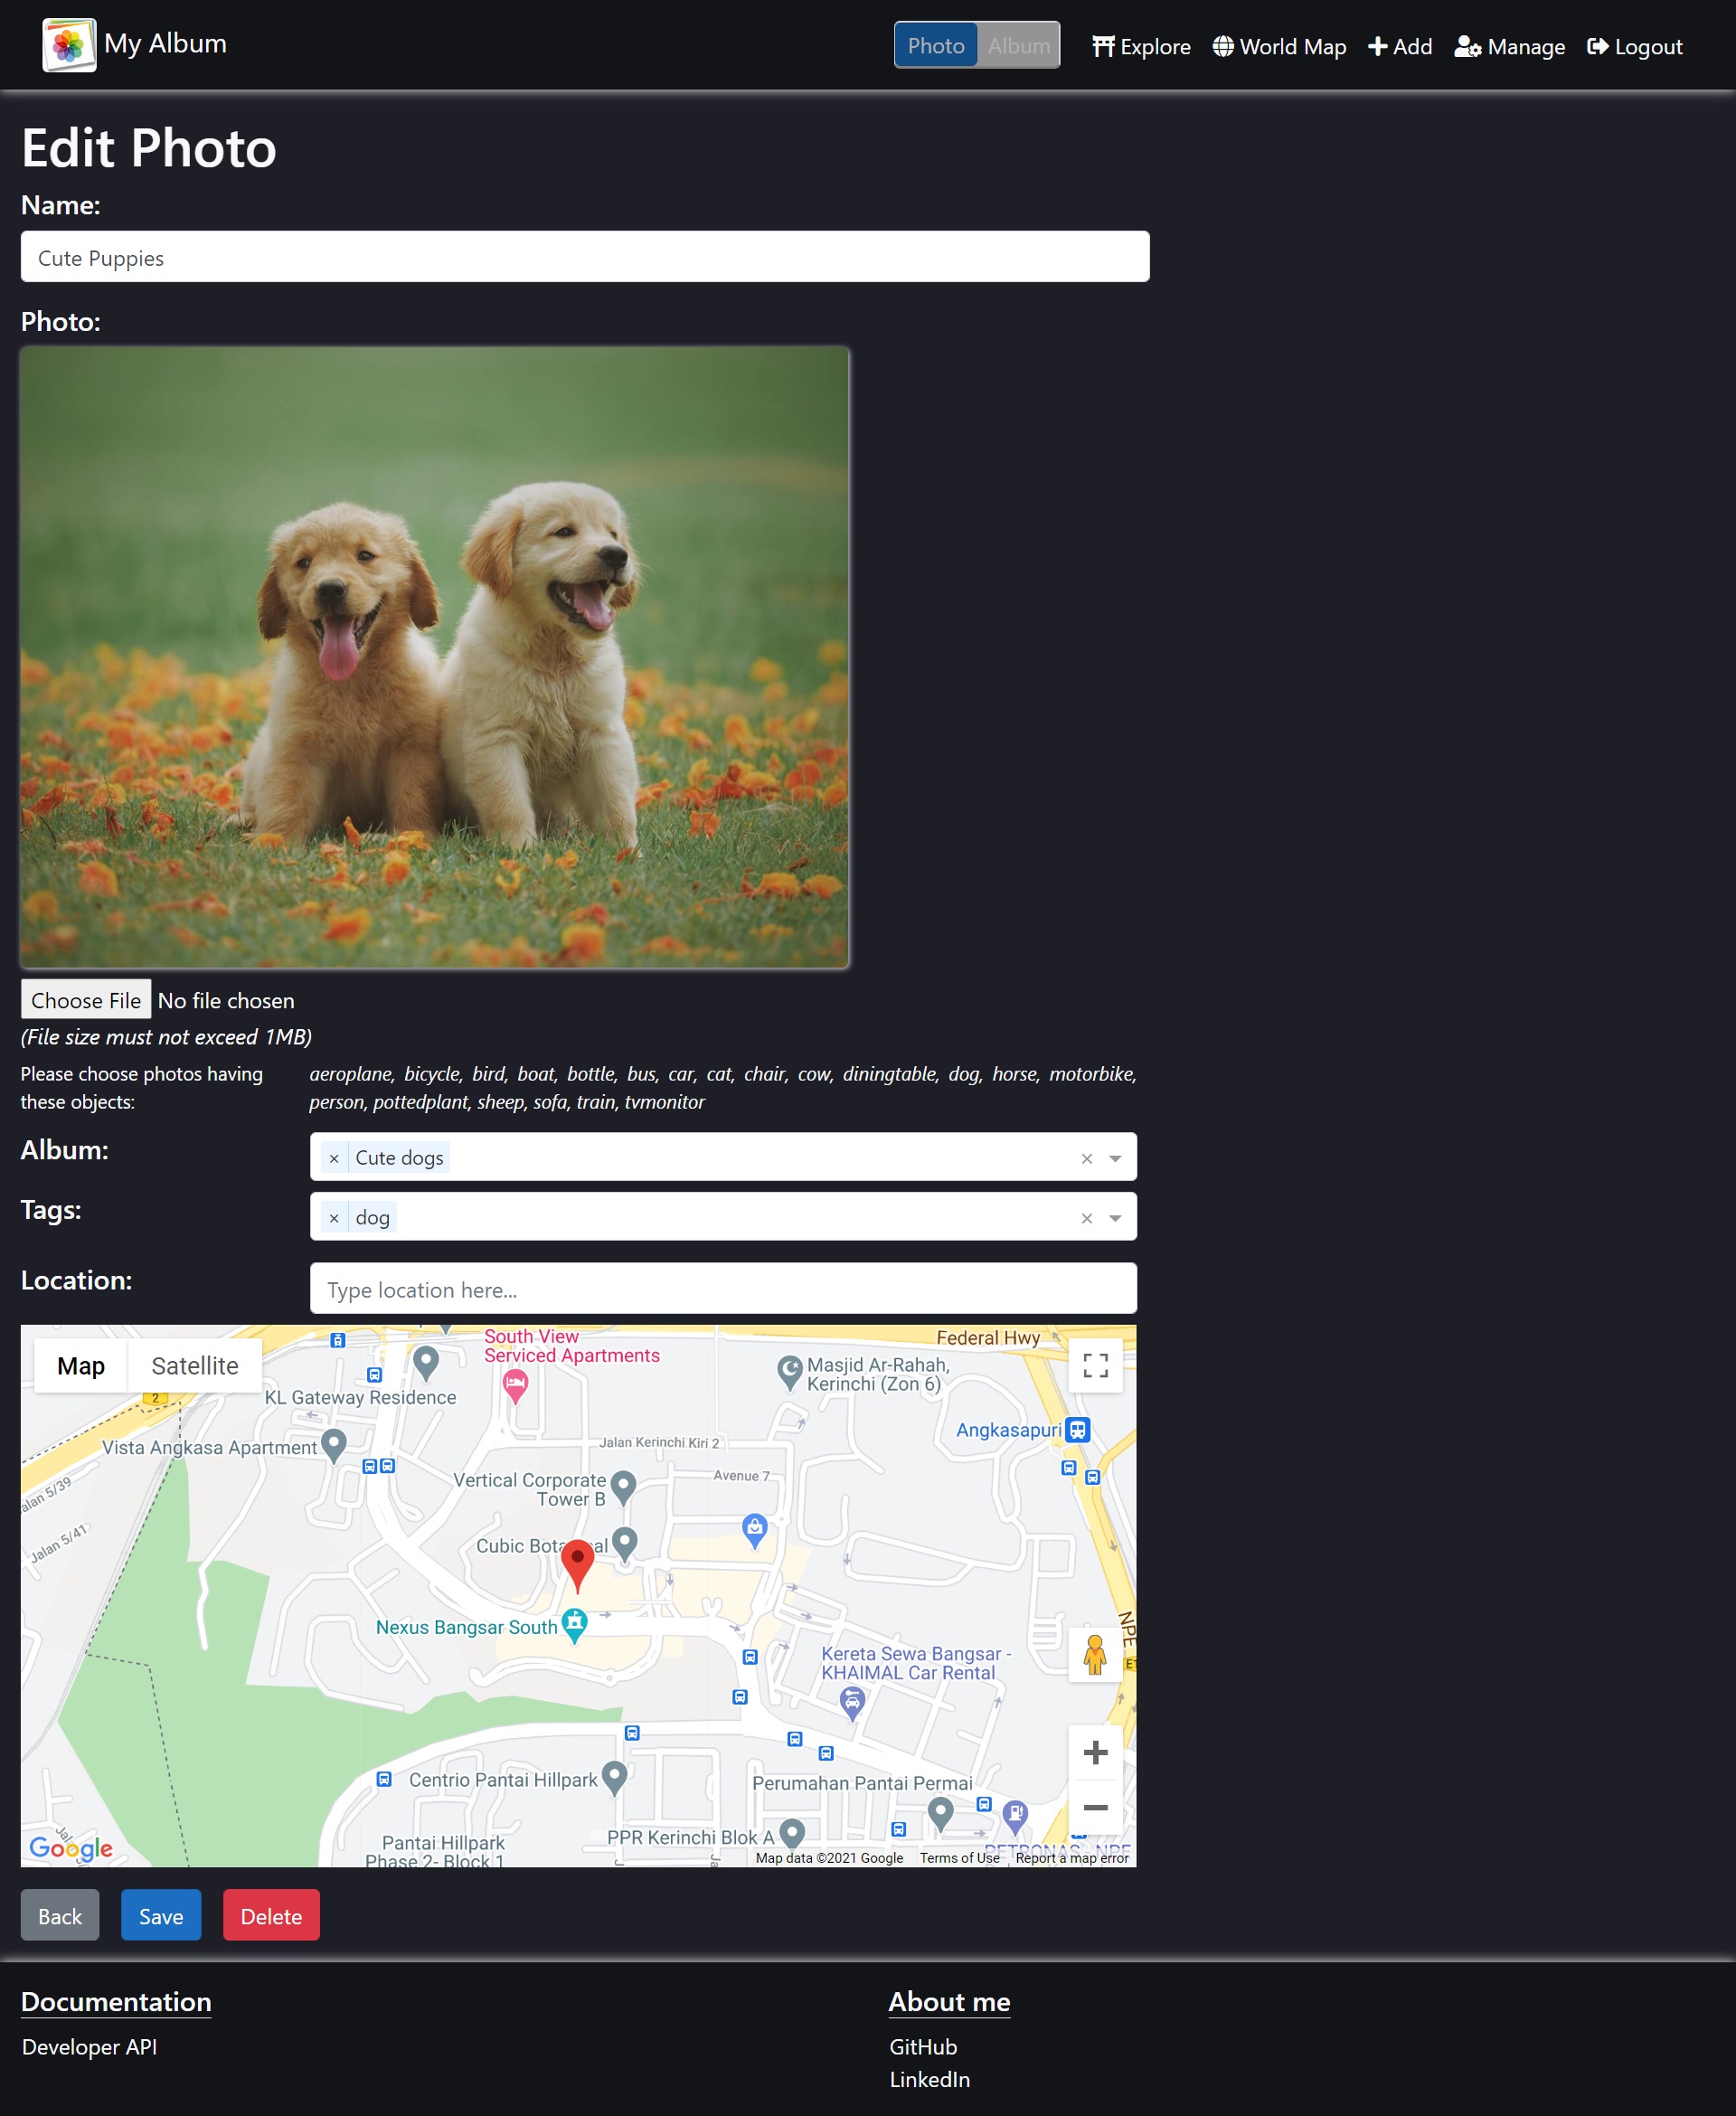 My Album
Photo Album Explore World Map Add Manage Logout
Edit Photo
Name:
Cute Puppies
Photo:
Choose File No file chosen
(File size must not exceed 1MB)
Please choose photos having
these objects:
aeroplane, bicycle, bird, boat, bottle, bus, car, cat, chair, cow, diningtable, dog, horse, motorbike,
person, pottedplant, sheep, sofa, train, tvmonitor
Album:
× Cute dogs
Tags:
× dog
Location:
Type location here...
Map Satellite
South View
Serviced Apartments
Federal Hwy
Masjid Ar-Rahah,
Kerinchi (Zon 6)
KL Gateway Residence
2
Angkasapuri
Vista Angkasa Apartment
Jalan Kerinchi Kiri 2
Avenue 7
Vertical Corporate
Tower B
Jalan 5/39
Jalan 5/41
Cubic
Nexus Bangsar South
NPE
Kereta Sewa Bangsar -
KHAIMAL Car Rental
Centrio Pantai Hillpark
Perumahan Pantai Permai
PPR Kerinchi Blok A
Pantai Hillpark
Phase 2- Block 1
PETRONAS - NPE
Google
Map data ©2021 Google Terms of Use Report a map error
Back Save Delete
Documentation
Developer API
About me
GitHub
LinkedIn